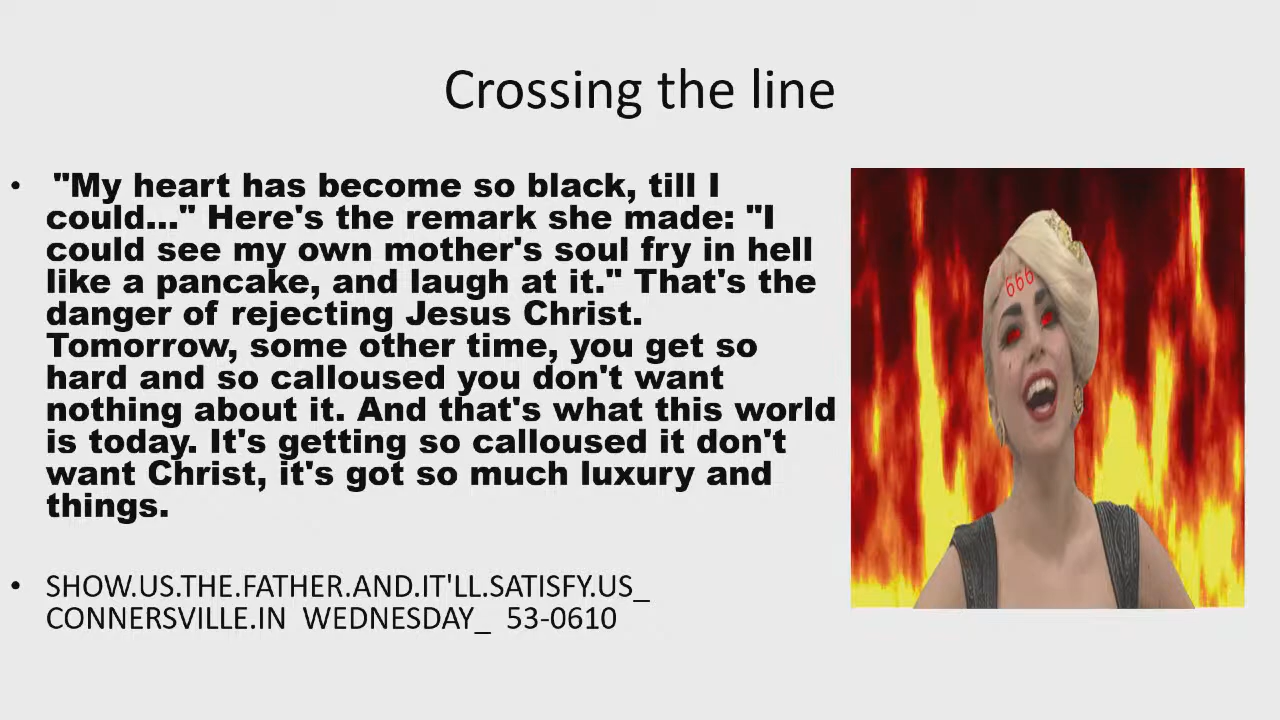 Crossing the line
• "My heart has become so black, till I
could..." Here's the remark she made: "I
could see my own mother's soul fry in hell
like a pancake, and laugh at it." That's the
danger of rejecting Jesus Christ.
Tomorrow, some other time, you get so
hard and so calloused you don't want
nothing about it. And that's what this world
is today. It's getting so calloused it don't
want Christ, it's got so much luxury and
things.
666
• SHOW.US.THE.FATHER.AND.IT'LL.SATISFY.US_
CONNERSVILLE.IN WEDNESDAY_ 53-0610